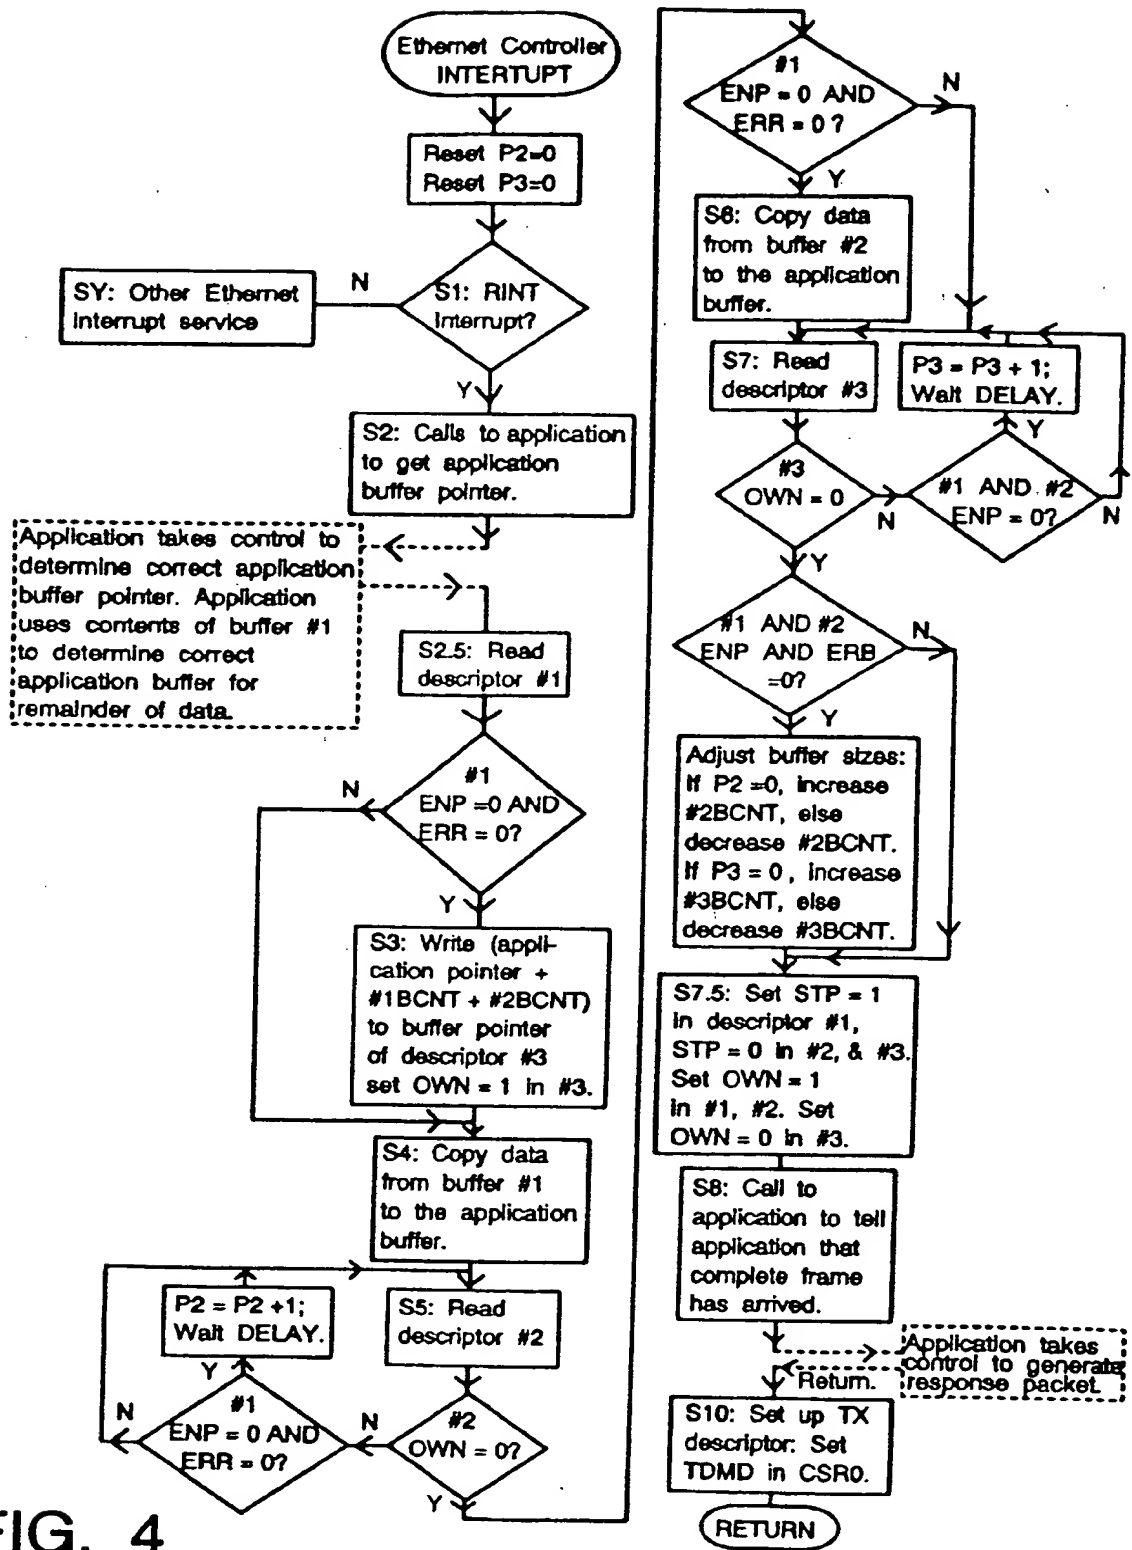 Ethernet Controller
INTERTUPT
Reset P2=0
Reset P3=0
S1: RINT
Interrupt?
N
SY: Other Ethernet
interrupt service
Y
S2: Calls to application
to get application
buffer pointer.
Application takes control to
determine correct application
buffer pointer. Application
uses contents of buffer #1
to determine correct
application buffer for
remainder of data.
S2.5: Read
descriptor #1
#1
ENP =0 AND
ERR = 0?
N
Y
S3: Write (appli-
cation pointer +
#1BCNT + #2BCNT)
to buffer pointer
of descriptor #3
set OWN = 1 in #3.
S4: Copy data
from buffer #1
to the application
buffer.
S5: Read
descriptor #2
P2 = P2 +1;
Wait DELAY.
Y
#1
ENP = 0 AND
ERR = 0?
N
N
#2
OWN = 0?
Y
#1
ENP = 0 AND
ERR = 0 ?
N
Y
S6: Copy data
from buffer #2
to the application
buffer.
S7: Read
descriptor #3
P3 = P3 + 1;
Wait DELAY.
Y
#3
OWN = 0
N
#1 AND #2
ENP = 0?
N
Y
#1 AND #2
ENP AND ERB
=0?
N
Y
Adjust buffer sizes:
If P2 =0, increase
#2BCNT, else
decrease #2BCNT.
If P3 = 0, increase
#3BCNT, else
decrease #3BCNT.
S7.5: Set STP = 1
in descriptor #1,
STP = 0 in #2, & #3.
Set OWN = 1
in #1, #2. Set
OWN = 0 in #3.
S8: Call to
application to tell
application that
complete frame
has arrived.
Application takes
control to generate
response packet.
Return.
S10: Set up TX
descriptor: Set
TDMD in CSR0.
RETURN
FIG. 4